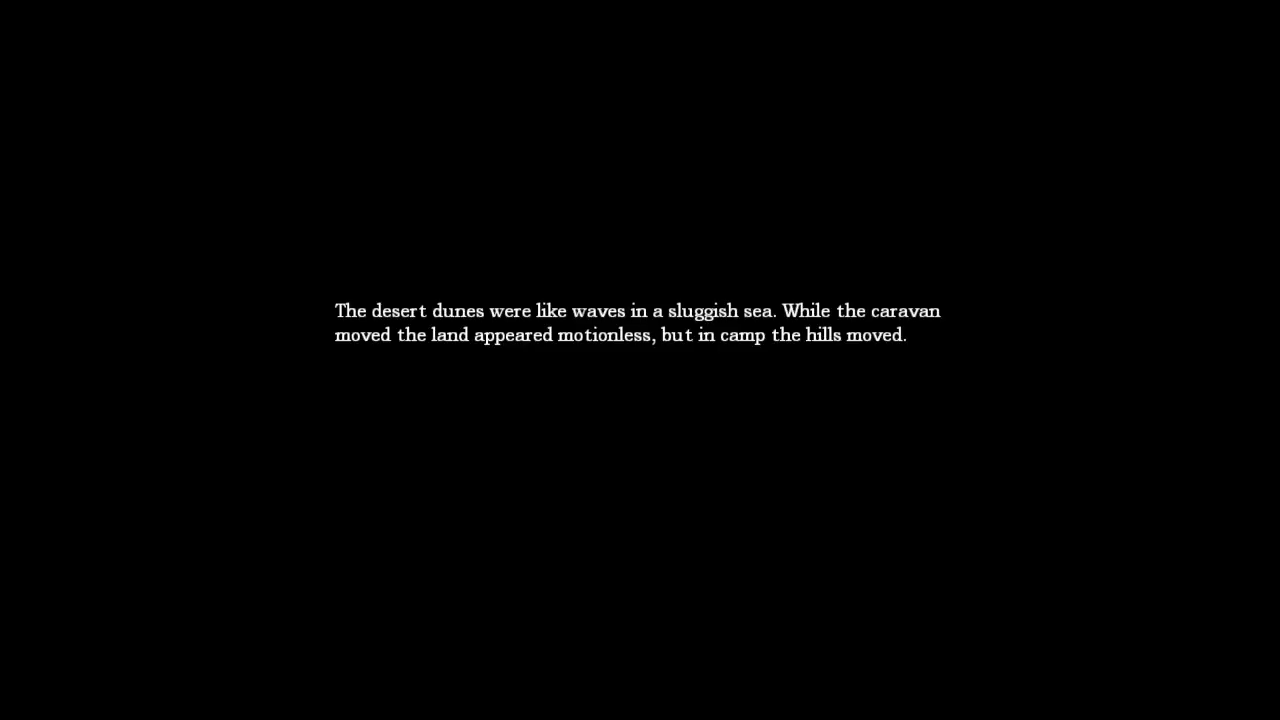 The desert dunes were like waves in a sluggish sea. While the caravan
moved the land appeared motionless, but in camp the hills moved.